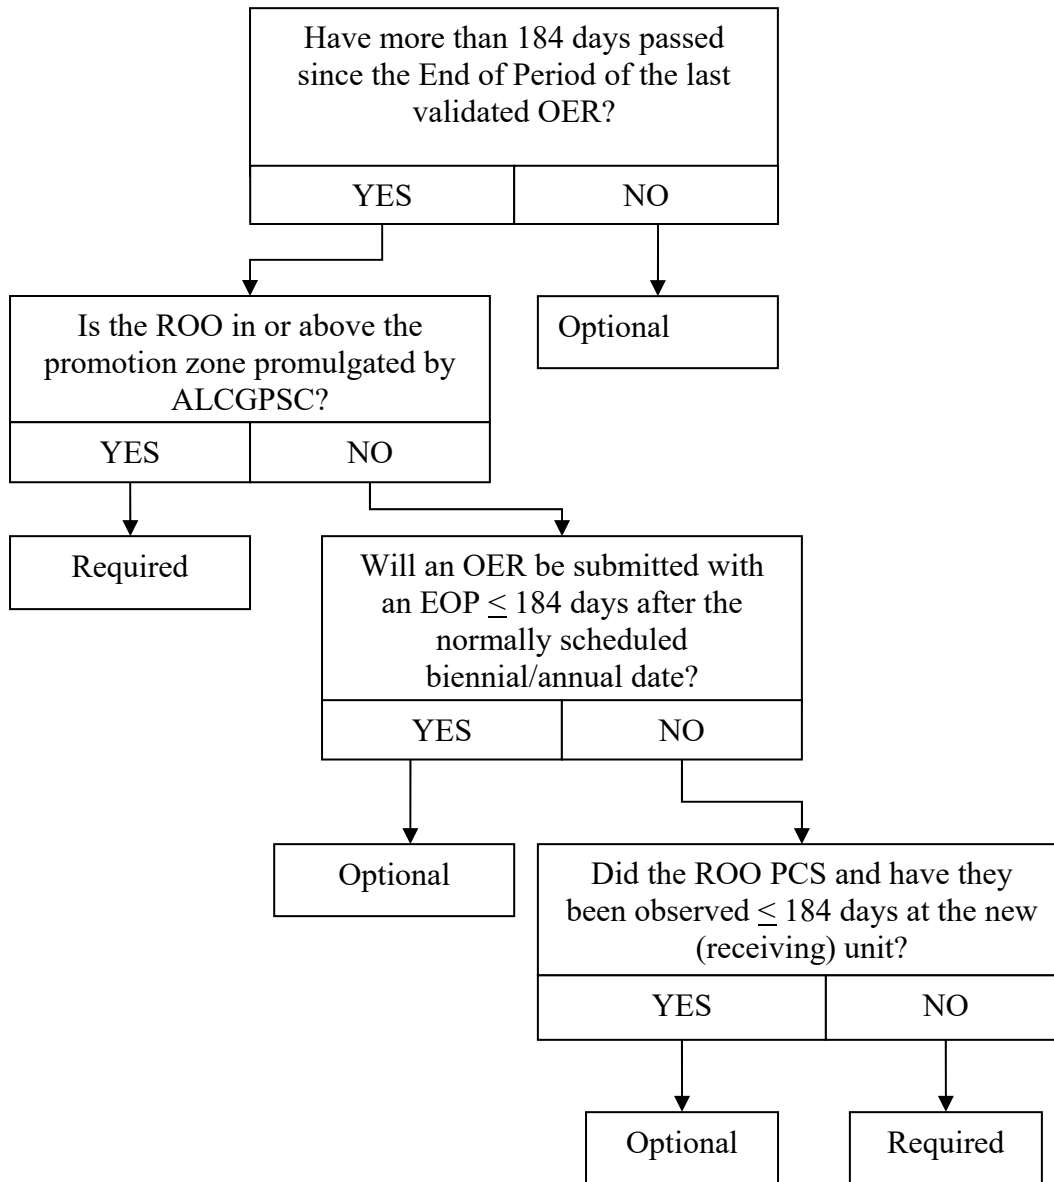 Have more than 184 days passed
since the End of Period of the last
validated OER?
YES
NO
Is the ROO in or above the
promotion zone promulgated by
ALCGPSC?
YES
NO
Optional
Required
Will an OER be submitted with
an EOP < 184 days after the
normally scheduled
biennial/annual date?
YES
NO
Optional
Did the ROO PCS and have they
been observed < 184 days at the new
(receiving) unit?
YES
NO
Optional
Required